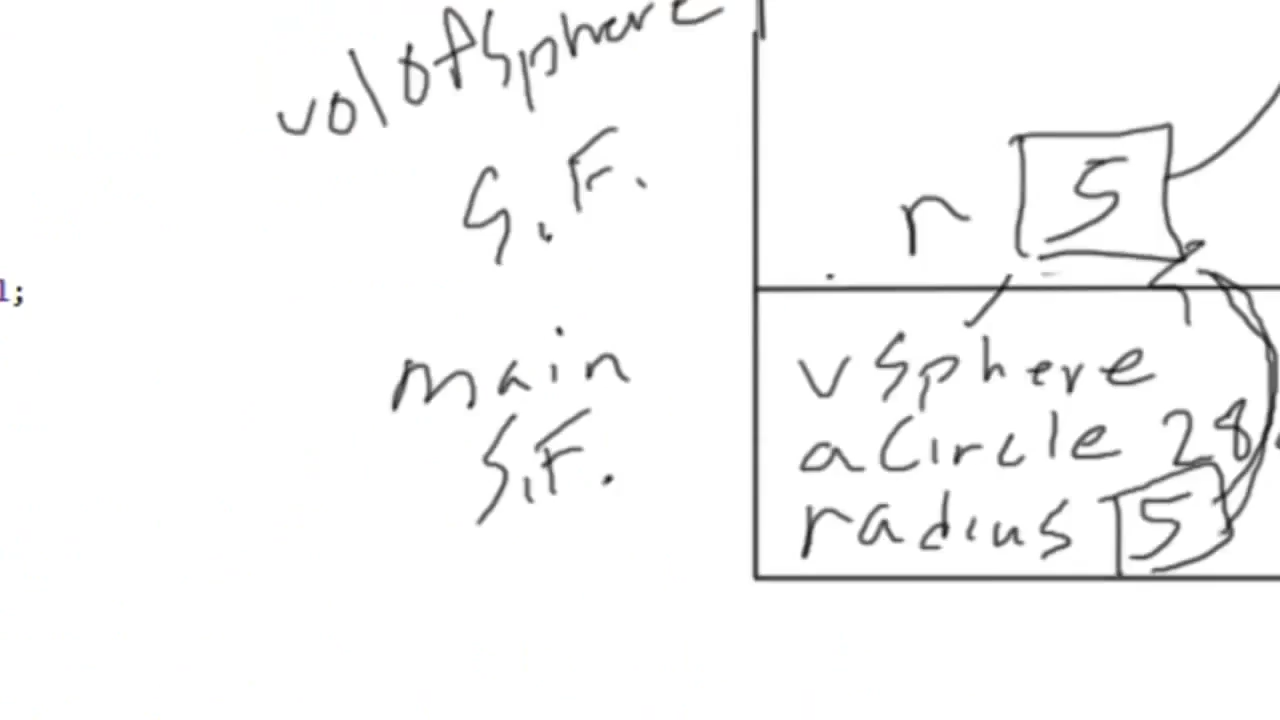 volOfSphere
S.F.
r 5
l;
main
S.F.
vSphere
aCircle 28
radius 5